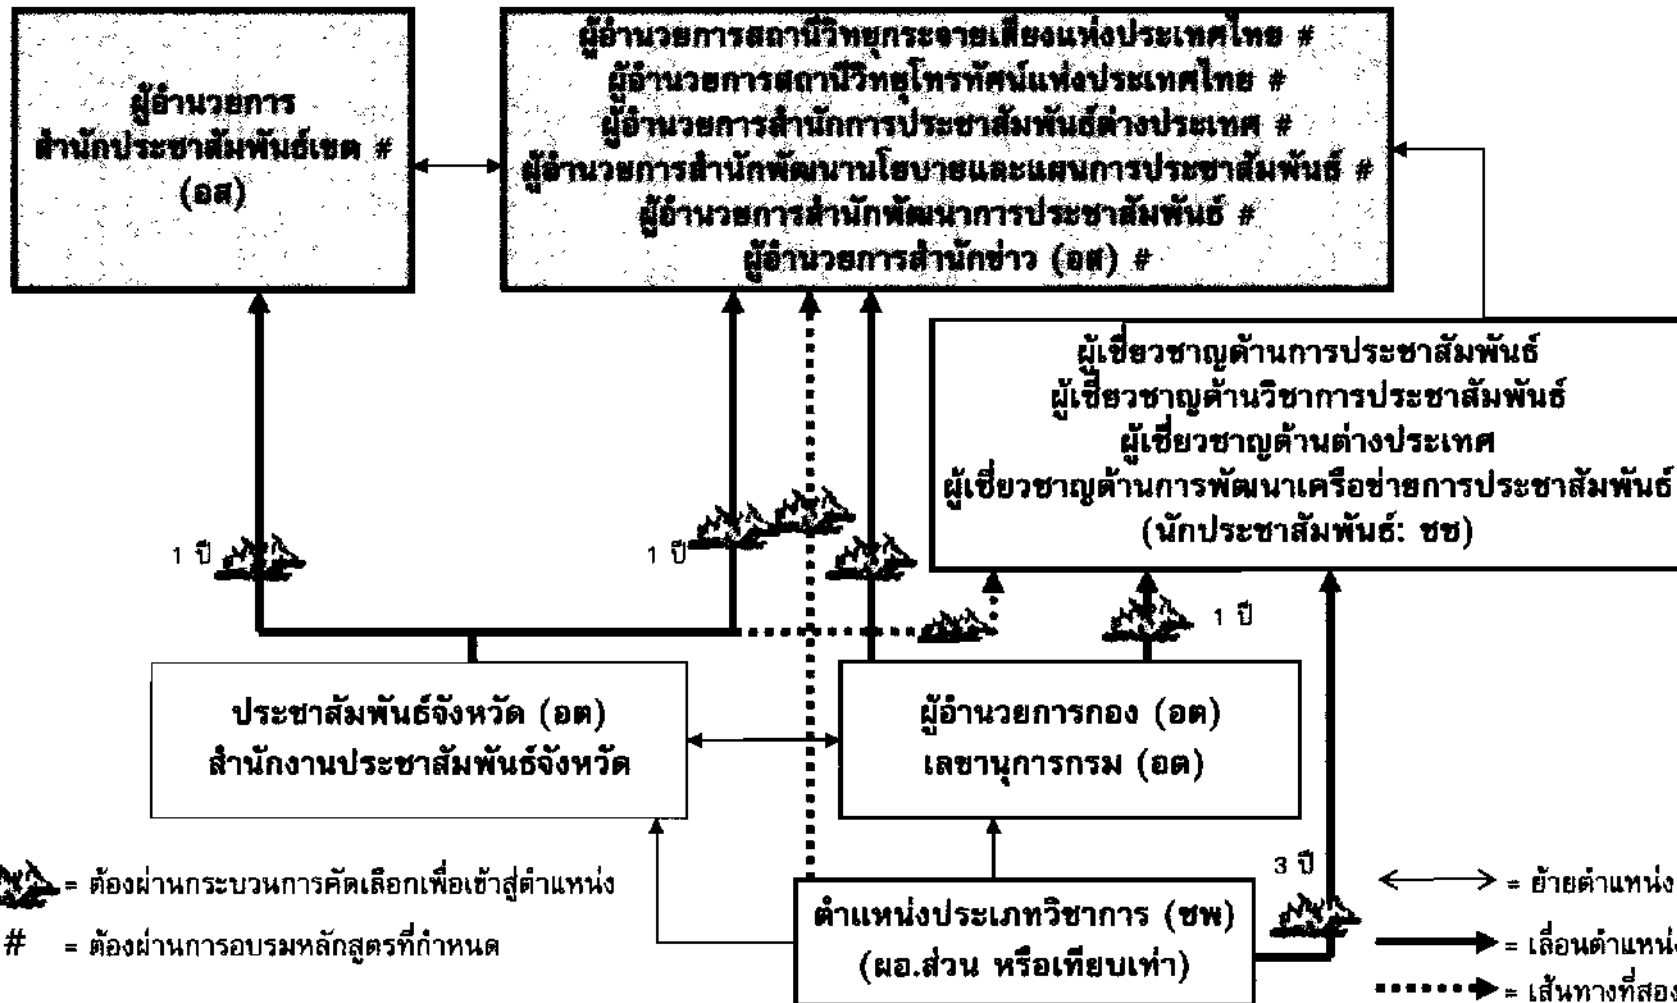 ผู้อำนวยการ
สำนักประชาสัมพันธ์เขต #
(อส)
ผู้อำนวยการสถานีวิทยุกระจายเสียงแห่งประเทศไทย #
ผู้อำนวยการสถานีวิทยุโทรทัศน์แห่งประเทศไทย #
ผู้อำนวยการสำนักการประชาสัมพันธ์ต่างประเทศ #
ผู้อำนวยการสำนักพัฒนานโยบายและแผนการประชาสัมพันธ์ #
ผู้อำนวยการสำนักพัฒนาการประชาสัมพันธ์ #
ผู้อำนวยการสำนักข่าว (อส) #
ผู้เชี่ยวชาญด้านการประชาสัมพันธ์
ผู้เชี่ยวชาญด้านวิชาการประชาสัมพันธ์
ผู้เชี่ยวชาญด้านต่างประเทศ
ผู้เชี่ยวชาญด้านการพัฒนาเครือข่ายการประชาสัมพันธ์
(นักประชาสัมพันธ์: ชช)
1 ปี
1 ปี
1 ปี
ประชาสัมพันธ์จังหวัด (อต)
สำนักงานประชาสัมพันธ์จังหวัด
ผู้อำนวยการกอง (อต)
เลขานุการกรม (อต)
3 ปี
ตำแหน่งประเภทวิชาการ (ชพ)
(ผอ.ส่วน หรือเทียบเท่า)
= ต้องผ่านกระบวนการคัดเลือกเพื่อเข้าสู่ตำแหน่ง
# = ต้องผ่านการอบรมหลักสูตรที่กำหนด
= ย้ายตำแหน่ง
= เลื่อนตำแหน่ง
= เส้นทางที่สอง